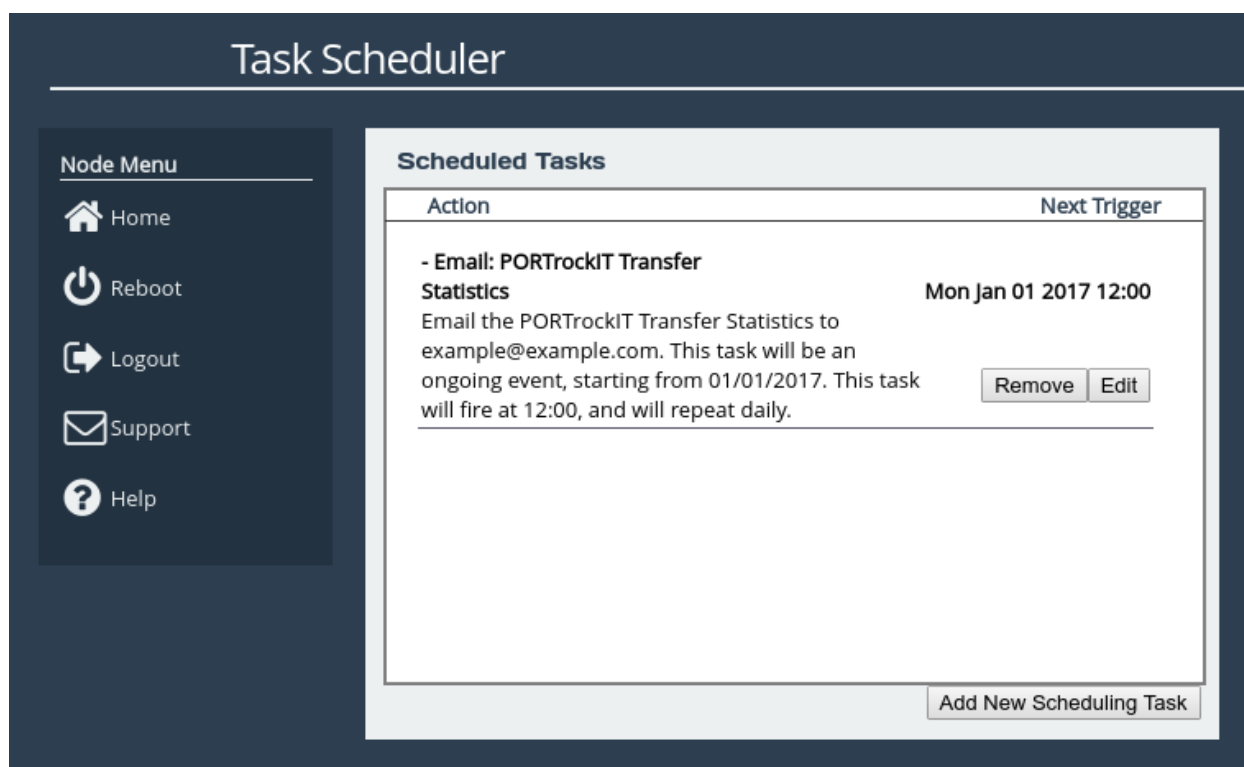 Task Scheduler
Node Menu
Home
Reboot
Logout
Support
Help
Scheduled Tasks
Action Next Trigger
- Email: PORTrockIT Transfer
Statistics Mon Jan 01 2017 12:00
Email the PORTrockIT Transfer Statistics to
example@example.com. This task will be an
ongoing event, starting from 01/01/2017. This task
will fire at 12:00, and will repeat daily.
Remove Edit
Add New Scheduling Task